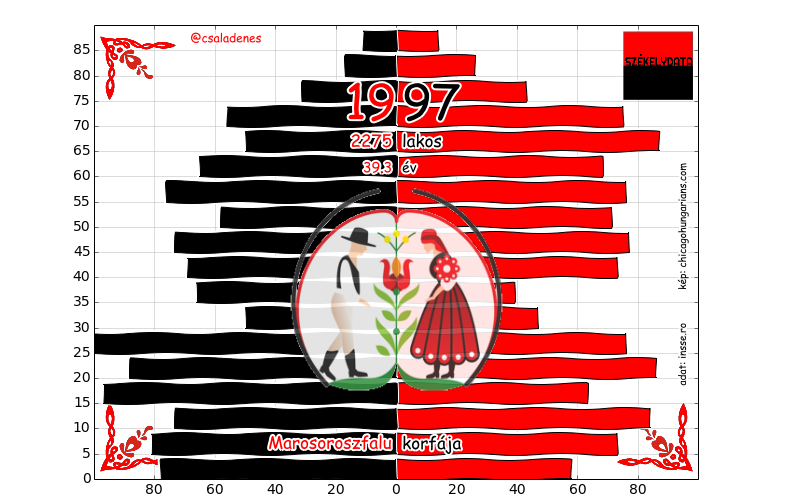 @csaladenes
SZÉKELYDATA
1997
2275 lakos
39.3 év
kép: chicagohungarians.com
adat: insse.ro
Marosoroszfalu korfája
85
80
75
70
65
60
55
50
45
40
35
30
25
20
15
10
5
0
80 60 40 20 0 20 40 60 80